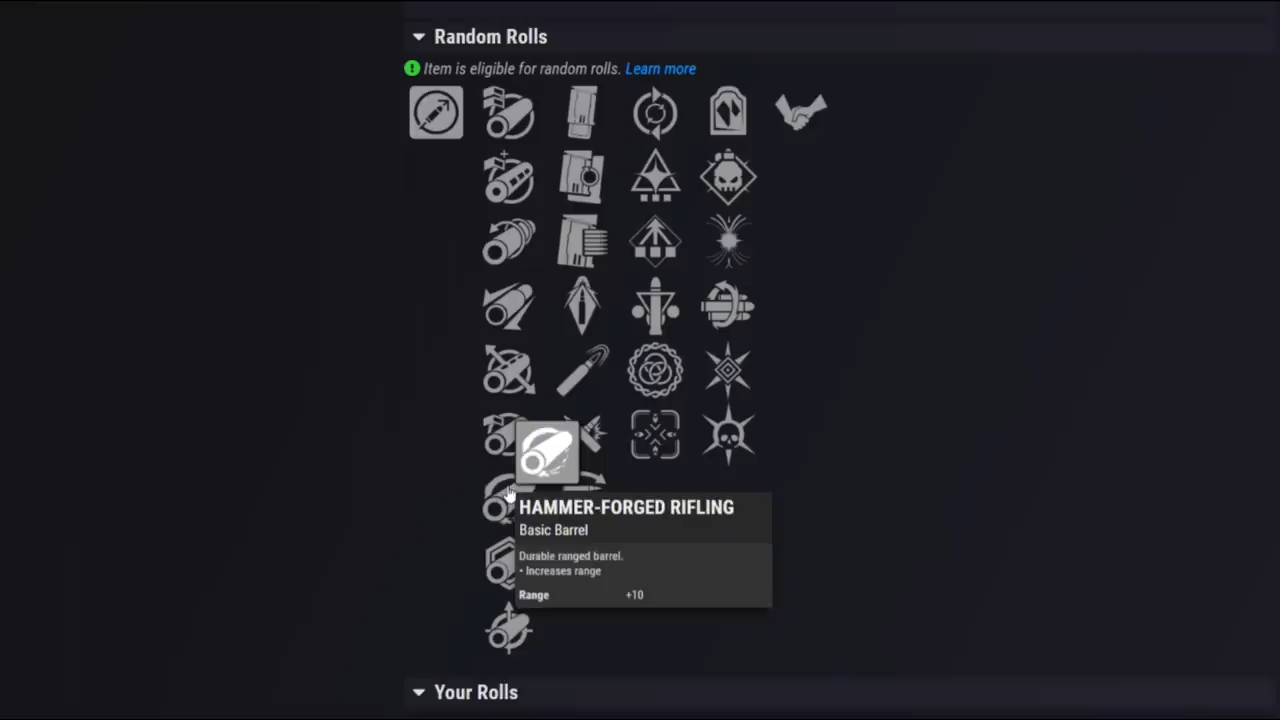 Random Rolls
Item is eligible for random rolls. Learn more
HAMMER-FORGED RIFLING
Basic Barrel
Durable ranged barrel.
• Increases range
Range +10
Your Rolls